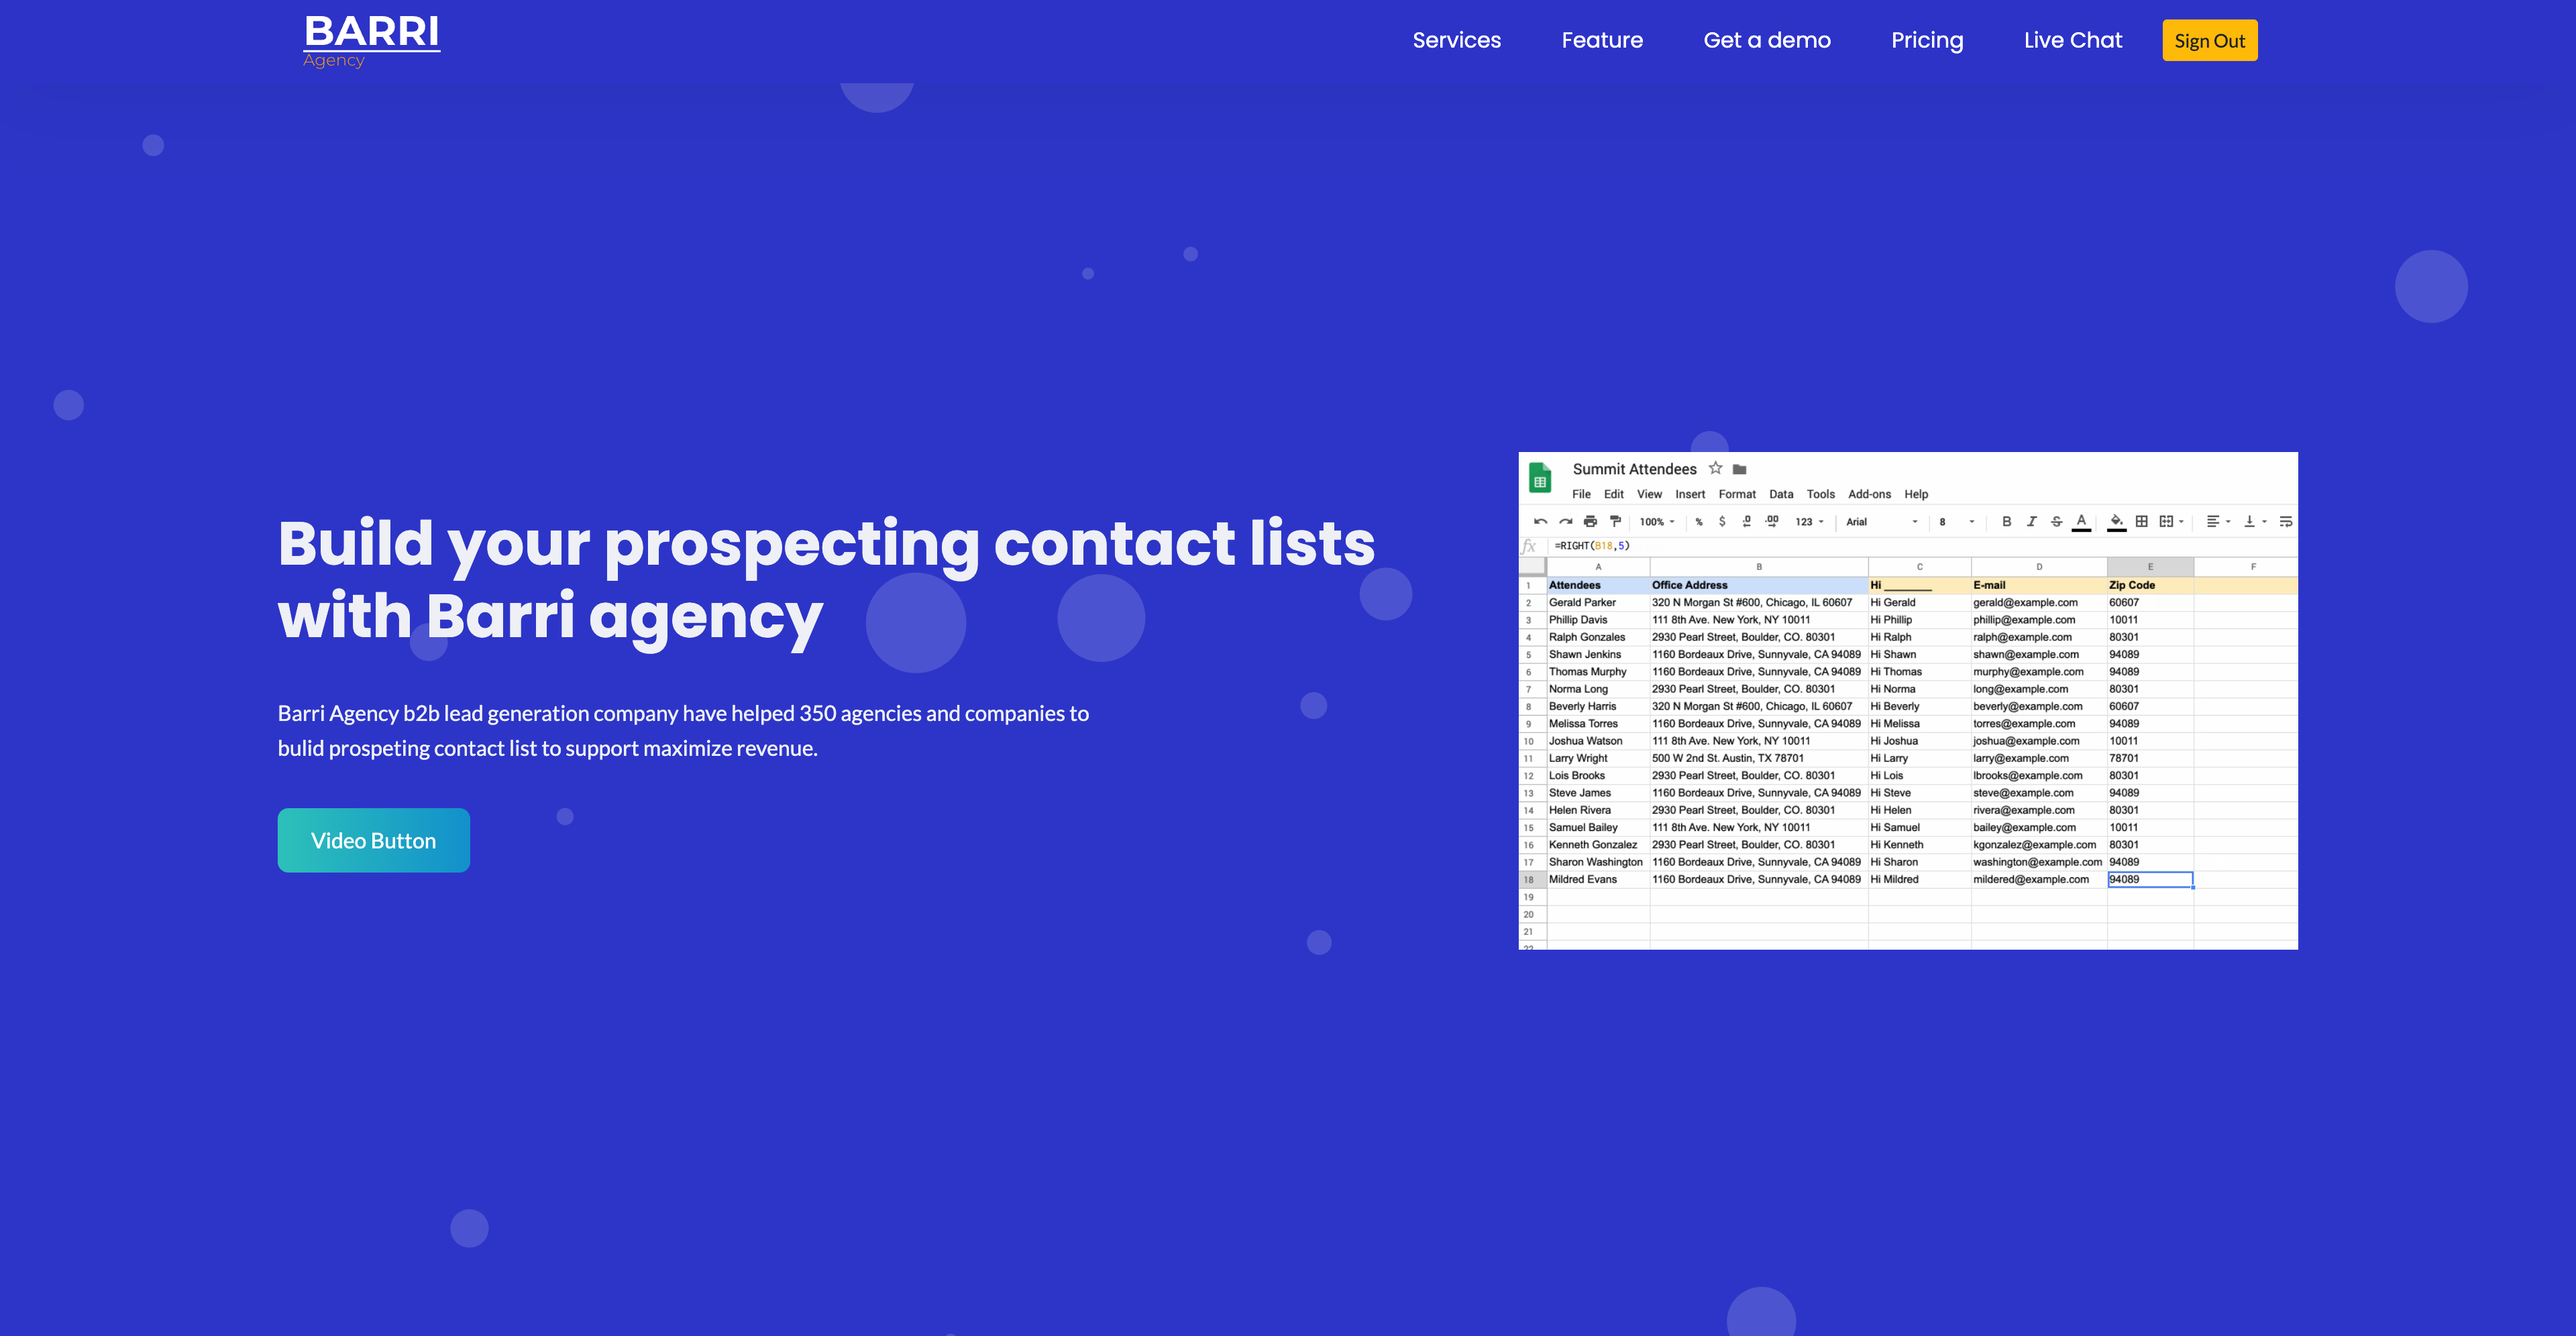 BARRI
Agency
Services Feature Get a demo Pricing Live Chat Sign Out
Build your prospecting contact lists
with Barri agency
Barri Agency b2b lead generation company have helped 350 agencies and companies to
bulid prospeting contact list to support maximize revenue.
Video Button
Summit Attendees
File Edit View Insert Format Data Tools Add-ons Help
100% % $ .0 .00 123 Arial 8 B I S A
fx =RIGHT(B18,5)
A B C D E F
1 Attendees Office Address Hi ________ E-mail Zip Code
2 Gerald Parker 320 N Morgan St #600, Chicago, IL 60607 Hi Gerald gerald@example.com 60607
3 Phillip Davis 111 8th Ave. New York, NY 10011 Hi Phillip phillip@example.com 10011
4 Ralph Gonzales 2930 Pearl Street, Boulder, CO. 80301 Hi Ralph ralph@example.com 80301
5 Shawn Jenkins 1160 Bordeaux Drive, Sunnyvale, CA 94089 Hi Shawn shawn@example.com 94089
6 Thomas Murphy 1160 Bordeaux Drive, Sunnyvale, CA 94089 Hi Thomas murphy@example.com 94089
7 Norma Long 2930 Pearl Street, Boulder, CO. 80301 Hi Norma long@example.com 80301
8 Beverly Harris 320 N Morgan St #600, Chicago, IL 60607 Hi Beverly beverly@example.com 60607
9 Melissa Torres 1160 Bordeaux Drive, Sunnyvale, CA 94089 Hi Melissa torres@example.com 94089
10 Joshua Watson 111 8th Ave. New York, NY 10011 Hi Joshua joshua@example.com 10011
11 Larry Wright 500 W 2nd St. Austin, TX 78701 Hi Larry larry@example.com 78701
12 Lois Brooks 2930 Pearl Street, Boulder, CO. 80301 Hi Lois lbrooks@example.com 80301
13 Steve James 1160 Bordeaux Drive, Sunnyvale, CA 94089 Hi Steve steve@example.com 94089
14 Helen Rivera 2930 Pearl Street, Boulder, CO. 80301 Hi Helen rivera@example.com 80301
15 Samuel Bailey 111 8th Ave. New York, NY 10011 Hi Samuel bailey@example.com 10011
16 Kenneth Gonzalez 2930 Pearl Street, Boulder, CO. 80301 Hi Kenneth kgonzalez@example.com 80301
17 Sharon Washington 1160 Bordeaux Drive, Sunnyvale, CA 94089 Hi Sharon washington@example.com 94089
18 Mildred Evans 1160 Bordeaux Drive, Sunnyvale, CA 94089 Hi Mildred mildered@example.com 94089
19
20
21
22